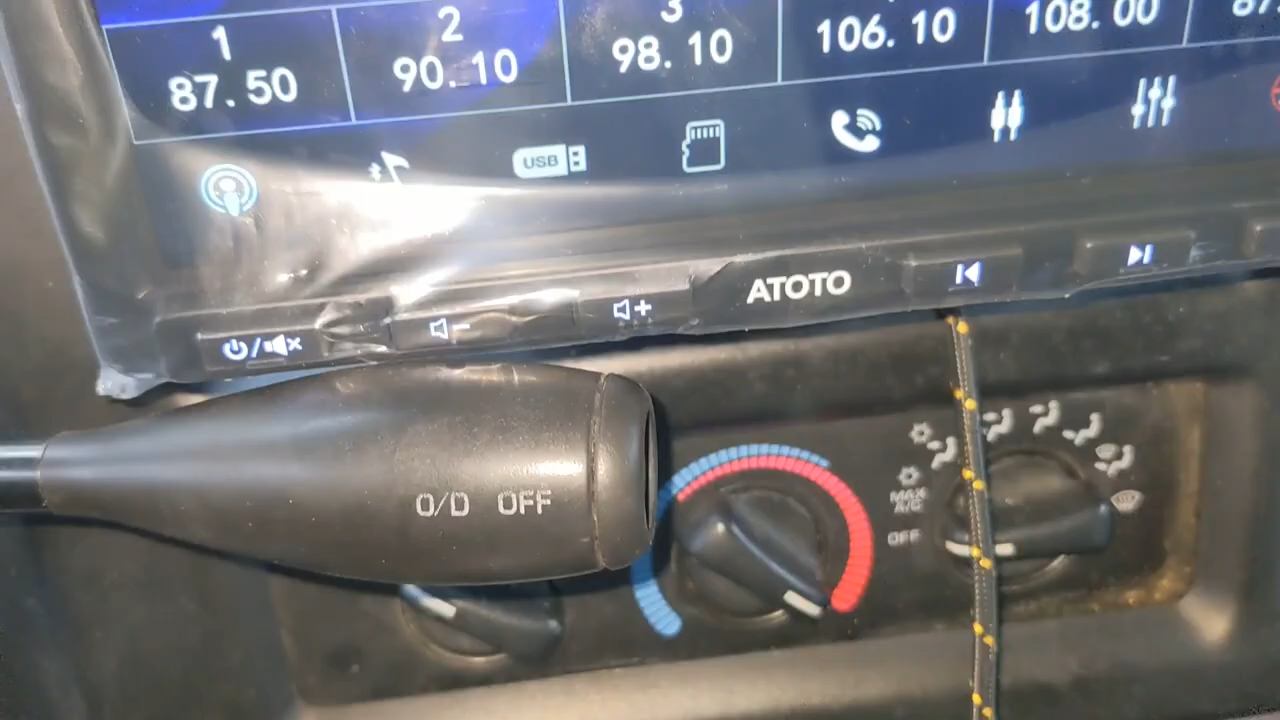 1
87.50
2
90.10
3
98.10
106.10
108.00
USB
ATOTO
O/D OFF
MAX
A/C
OFF